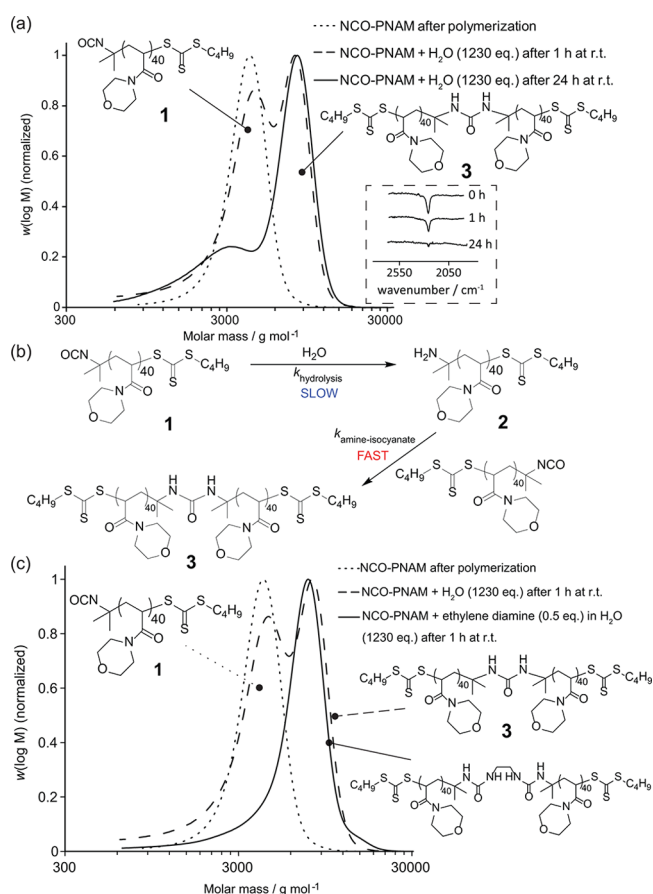 (a)
NCO-PNAM after polymerization
NCO-PNAM + H2O (1230 eq.) after 1 h at r.t.
NCO-PNAM + H2O (1230 eq.) after 24 h at r.t.
OCN
40
S
S
C4H9
O
S
N
O
1
H
H
S
S
N
N
S
S
C4H9
40
O
40
C4H9
S
O
O
S
N
N
O
O
3
0 h
1 h
24 h
2550
2050
wavenumber / cm-1
w(log M) (normalized)
1
0.8
0.6
0.4
0.2
0
300
3000
30000
Molar mass / g mol-1
(b)
OCN
40
S
S
C4H9
O
S
N
O
1
H2O
khydrolysis
SLOW
H2N
40
S
S
C4H9
O
S
N
O
2
kamine-isocyanate
FAST
S
S
NCO
C4H9
40
S
O
N
O
H
H
S
S
N
N
S
S
C4H9
40
O
40
C4H9
S
O
O
S
N
N
O
O
3
(c)
NCO-PNAM after polymerization
NCO-PNAM + H2O (1230 eq.) after 1 h at r.t.
NCO-PNAM + ethylene diamine (0.5 eq.) in H2O
(1230 eq.) after 1 h at r.t.
OCN
40
S
S
C4H9
O
S
N
O
1
H
H
S
S
N
N
S
S
C4H9
40
O
40
C4H9
S
O
O
S
N
N
O
O
3
H
O
H
S
S
N
NH HN
N
S
S
C4H9
40
O
40
C4H9
S
O
O
S
N
N
O
O
w(log M) (normalized)
1
0.8
0.6
0.4
0.2
0
300
3000
30000
Molar mass / g mol-1